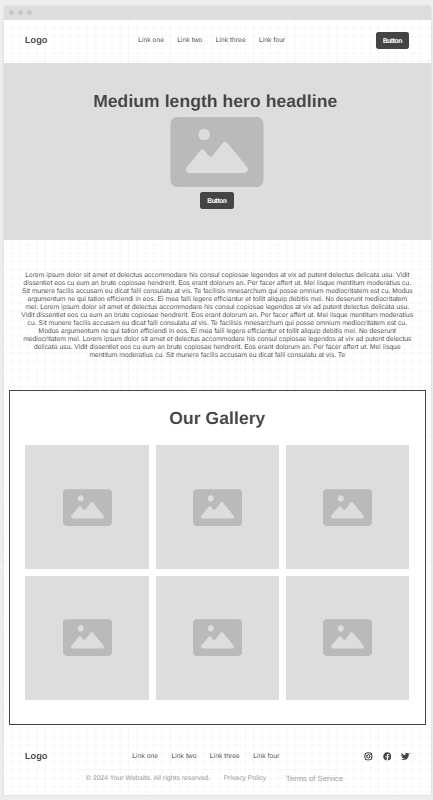 Logo
Link one Link two Link three Link four
Button
Medium length hero headline
Button
Lorem ipsum dolor sit amet et delectus accommodare his consul copiosae legendos at vix ad putent delectus delicata usu. Vidit
dissentiet eos cu eum an brute copiosae hendrerit. Eos erant dolorum an. Per facer affert ut. Mei iisque mentitum moderatius cu.
Sit munere facilis accusam eu dicat falli consulatu at vis. Te facilisis mnesarchum qui posse omnium mediocritatem est cu. Modus
argumentum ne qui tation efficiendi in eos. Ei mea falli legere efficiantur et tollit aliquip debitis mei. No deserunt mediocritatem
mei. Lorem ipsum dolor sit amet et delectus accommodare his consul copiosae legendos at vix ad putent delectus delicata usu.
Vidit dissentiet eos cu eum an brute copiosae hendrerit. Eos erant dolorum an. Per facer affert ut. Mei iisque mentitum moderatius
cu. Sit munere facilis accusam eu dicat falli consulatu at vis. Te facilisis mnesarchum qui posse omnium mediocritatem est cu.
Modus argumentum ne qui tation efficiendi in eos. Ei mea falli legere efficiantur et tollit aliquip debitis mei. No deserunt
mediocritatem mei. Lorem ipsum dolor sit amet et delectus accommodare his consul copiosae legendos at vix ad putent delectus
delicata usu. Vidit dissentiet eos cu eum an brute copiosae hendrerit. Eos erant dolorum an. Per facer affert ut. Mei iisque
mentitum moderatius cu. Sit munere facilis accusam eu dicat falli consulatu at vis. Te
Our Gallery
Logo
Link one Link two Link three Link four
© 2024 Your Website. All rights reserved. Privacy Policy Terms of Service